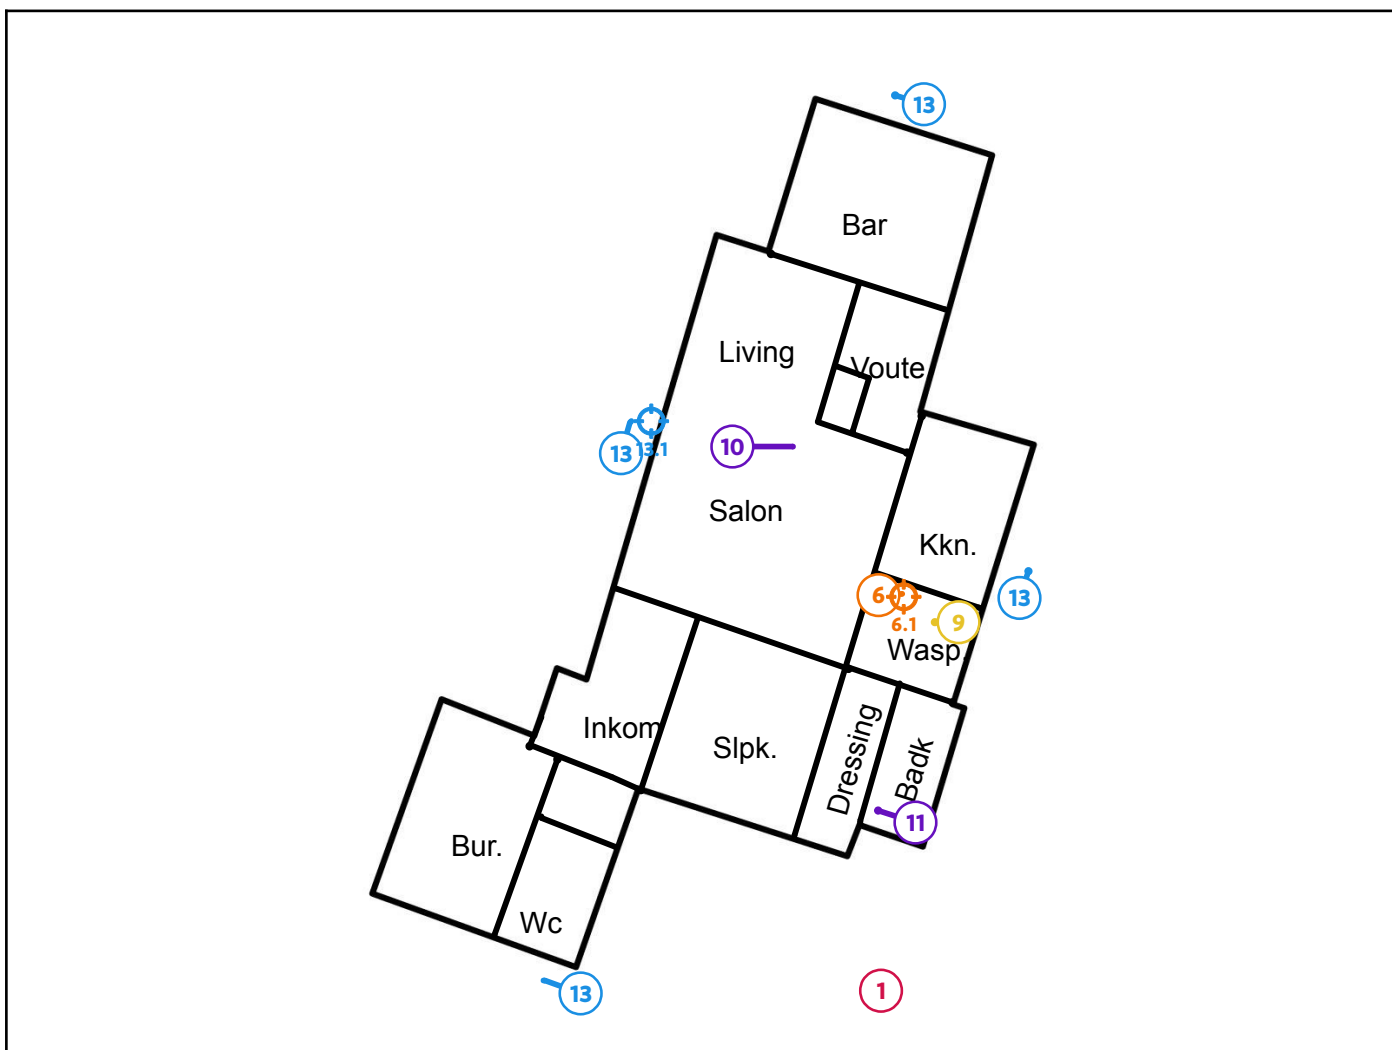 13
Bar
Living
Voute
13
13.1
10
Salon
Kkn.
6
6.1
9
13
Wasp.
Inkom
Slpk.
Dressing
Badk
11
Bur.
Wc
13
1